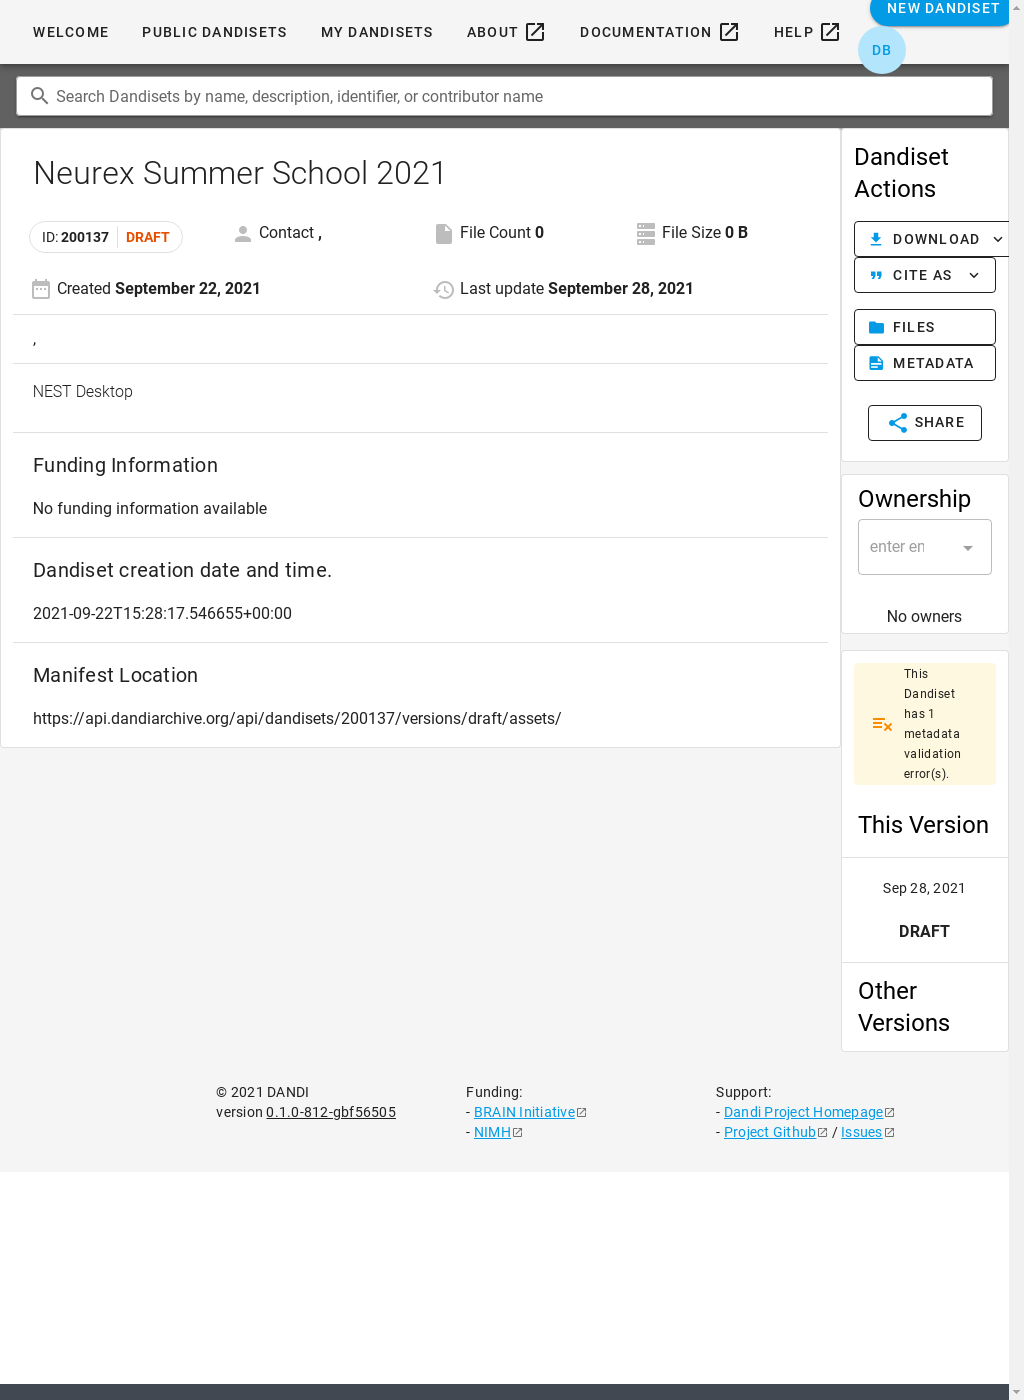 WELCOME PUBLIC DANDISETS MY DANDISETS ABOUT DOCUMENTATION HELP NEW DANDISET
DB
Search Dandisets by name, description, identifier, or contributor name
Neurex Summer School 2021
ID: 200137 DRAFT Contact , File Count 0 File Size 0 B
Created September 22, 2021 Last update September 28, 2021
,
NEST Desktop
Funding Information
No funding information available
Dandiset creation date and time.
2021-09-22T15:28:17.546655+00:00
Manifest Location
https://api.dandiarchive.org/api/dandisets/200137/versions/draft/assets/
Dandiset
Actions
DOWNLOAD
CITE AS
FILES
METADATA
SHARE
Ownership
enter en
No owners
This
Dandiset
has 1
metadata
validation
error(s).
This Version
Sep 28, 2021
DRAFT
Other
Versions
© 2021 DANDI
version 0.1.0-812-gbf56505
Funding:
- BRAIN Initiative
- NIMH
Support:
- Dandi Project Homepage
- Project Github / Issues